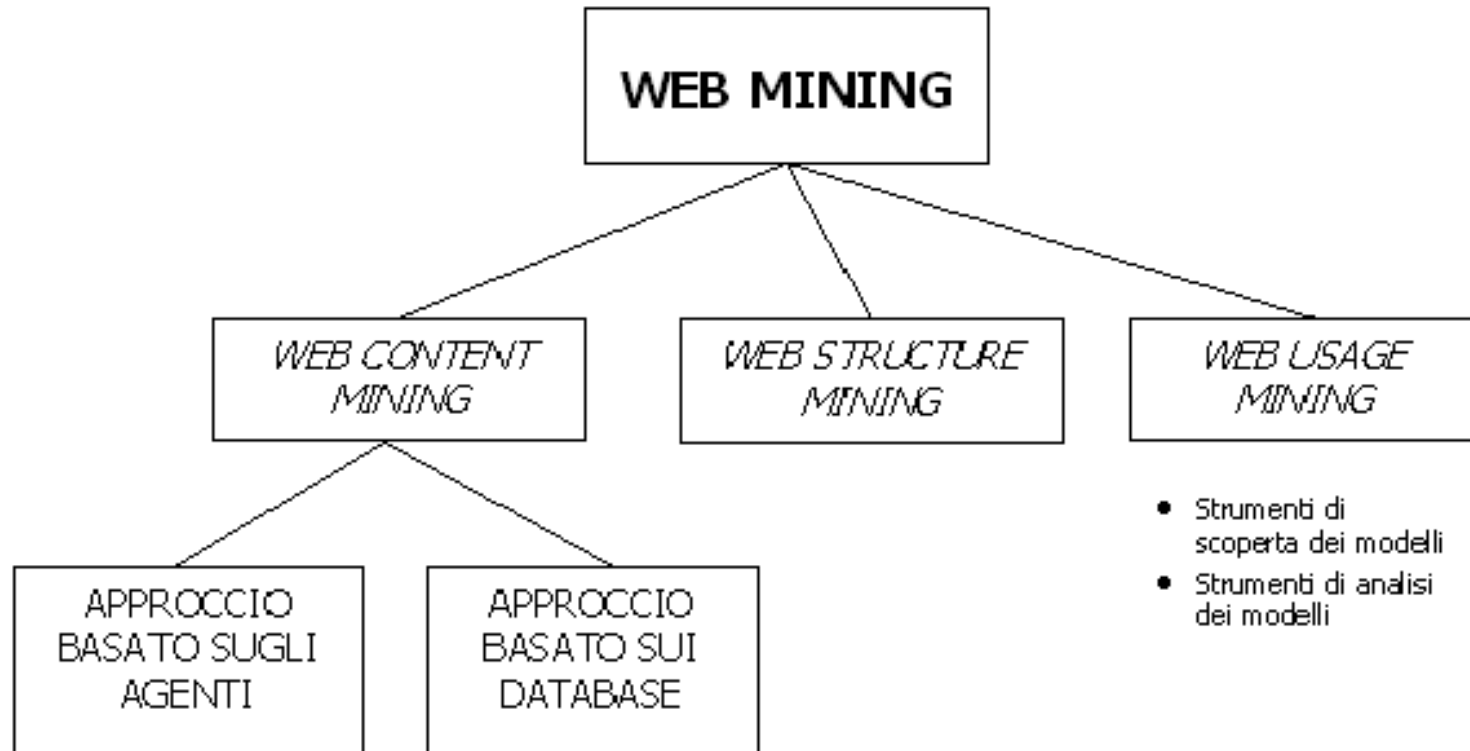 WEB MINING
WEB CONTENT
MINING
WEB STRUCTURE
MINING
WEB USAGE
MINING
• Strumenti di
scoperta dei modelli
• Strumenti di analisi
dei modelli
APPROCCIO
BASATO SUGLI
AGENTI
APPROCCIO
BASATO SUI
DATABASE